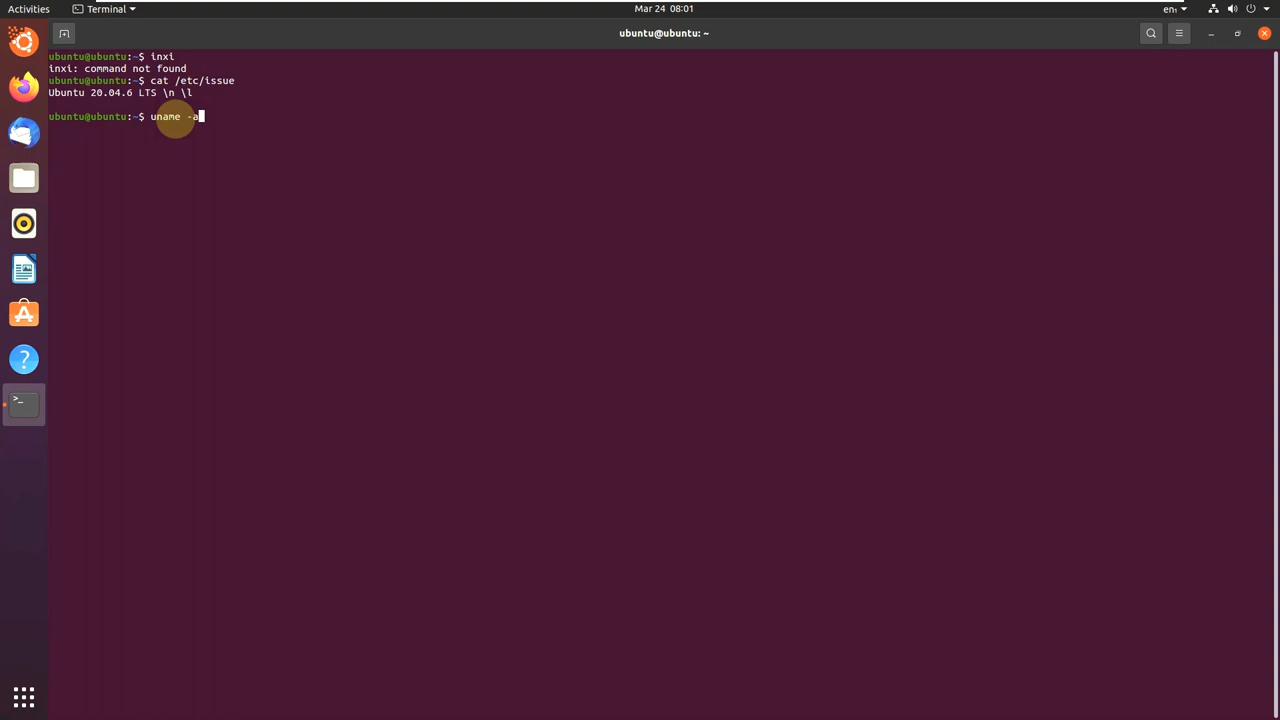 Activities Terminal Mar 24 08:01 en₁
ubuntu@ubuntu: ~
ubuntu@ubuntu:~$ inxi
inxi: command not found
ubuntu@ubuntu:~$ cat /etc/issue
Ubuntu 20.04.6 LTS \n \l
ubuntu@ubuntu:~$ uname -a